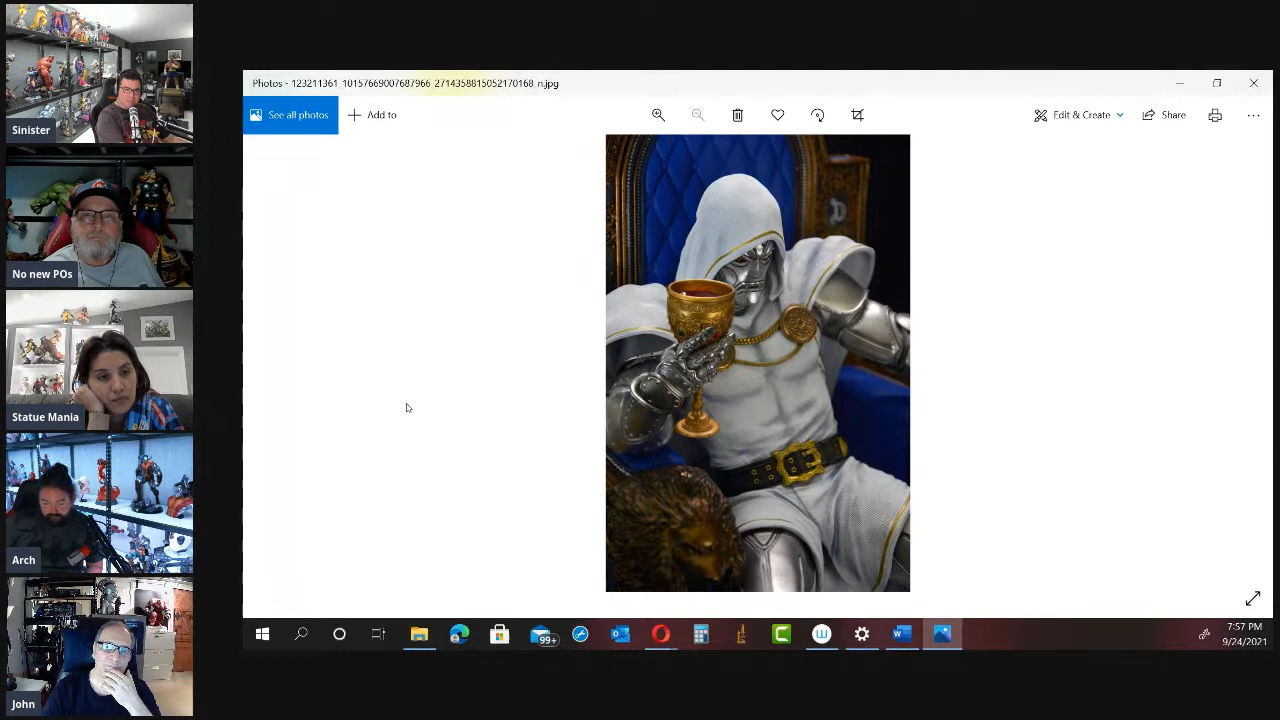 Sinister
No new POs
Statue Mania
Arch
John
Photos - 123211361_10157669007687966_2714358815052170168_n.jpg
See all photos
Add to
Edit & Create
Share
99+
7:57 PM
9/24/2021